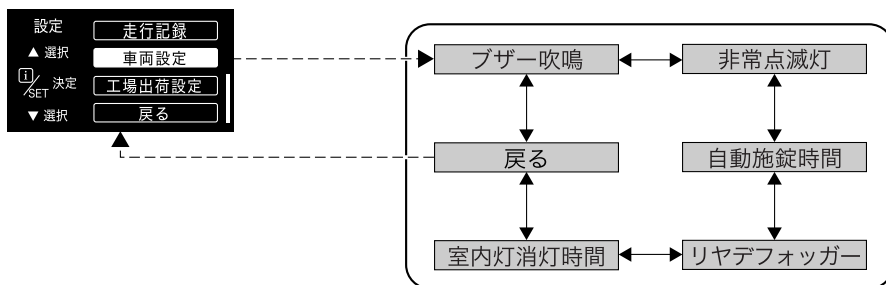 設定
▲ 選択
i/SET 決定
▼ 選択
走行記録
車両設定
工場出荷設定
戻る
ブザー吹鳴
非常点滅灯
戻る
自動施錠時間
室内灯消灯時間
リヤデフォッガー